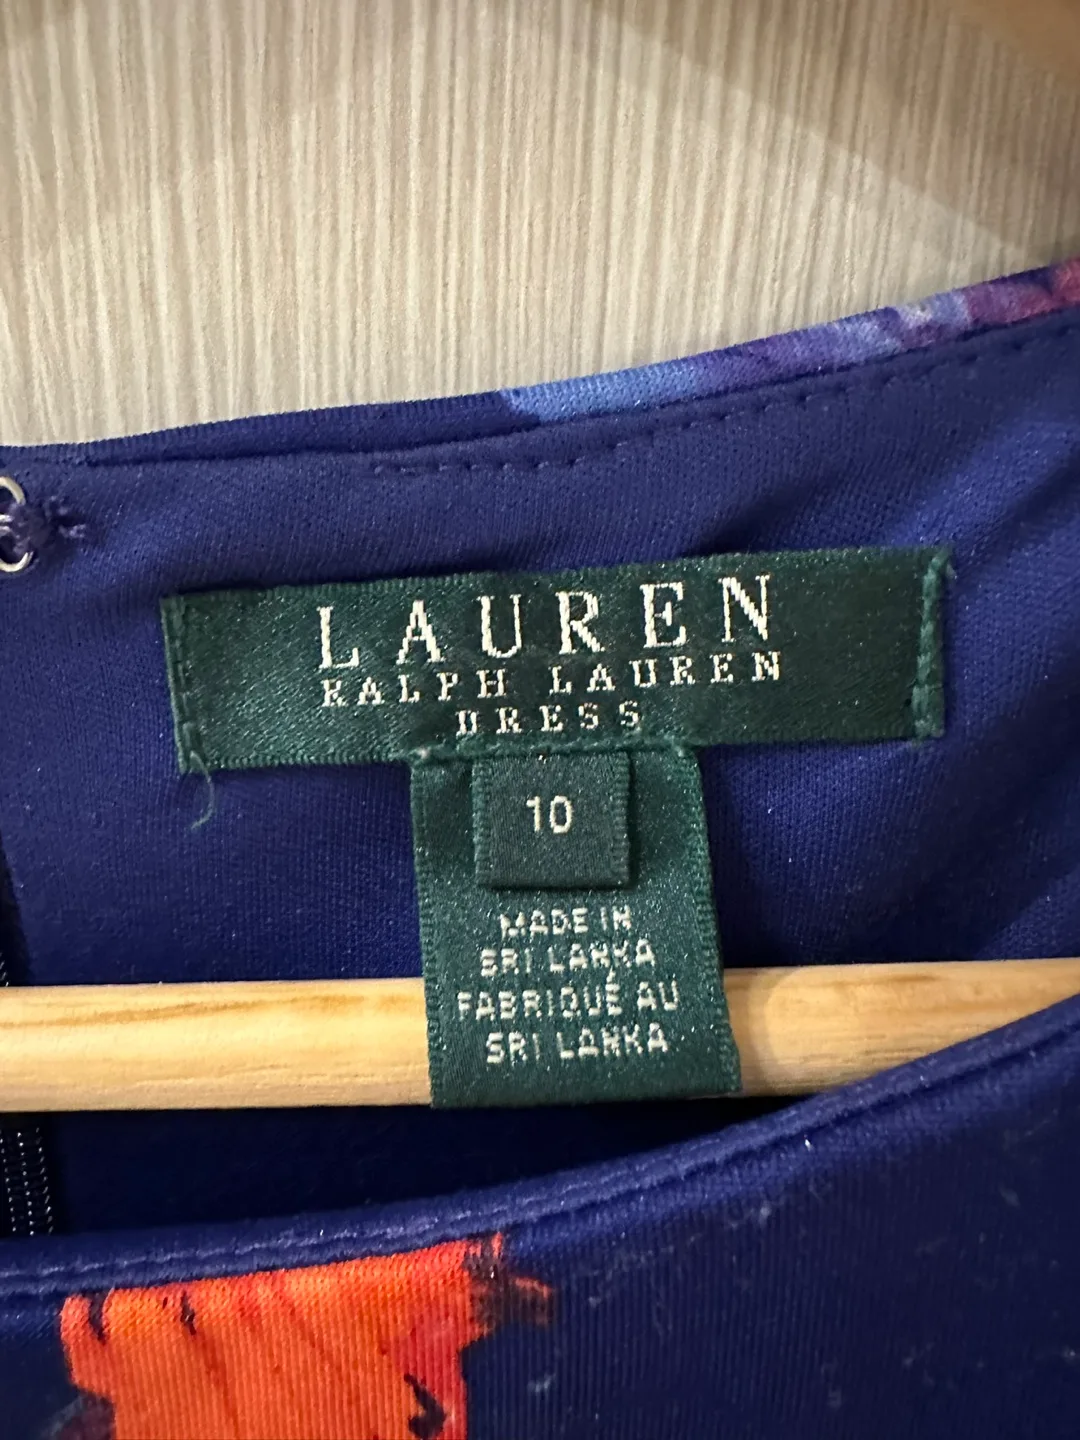 LAUREN
RALPH LAUREN
DRESS
10
MADE IN
SRI LANKA
FABRIQUÉ AU
SRI LANKA